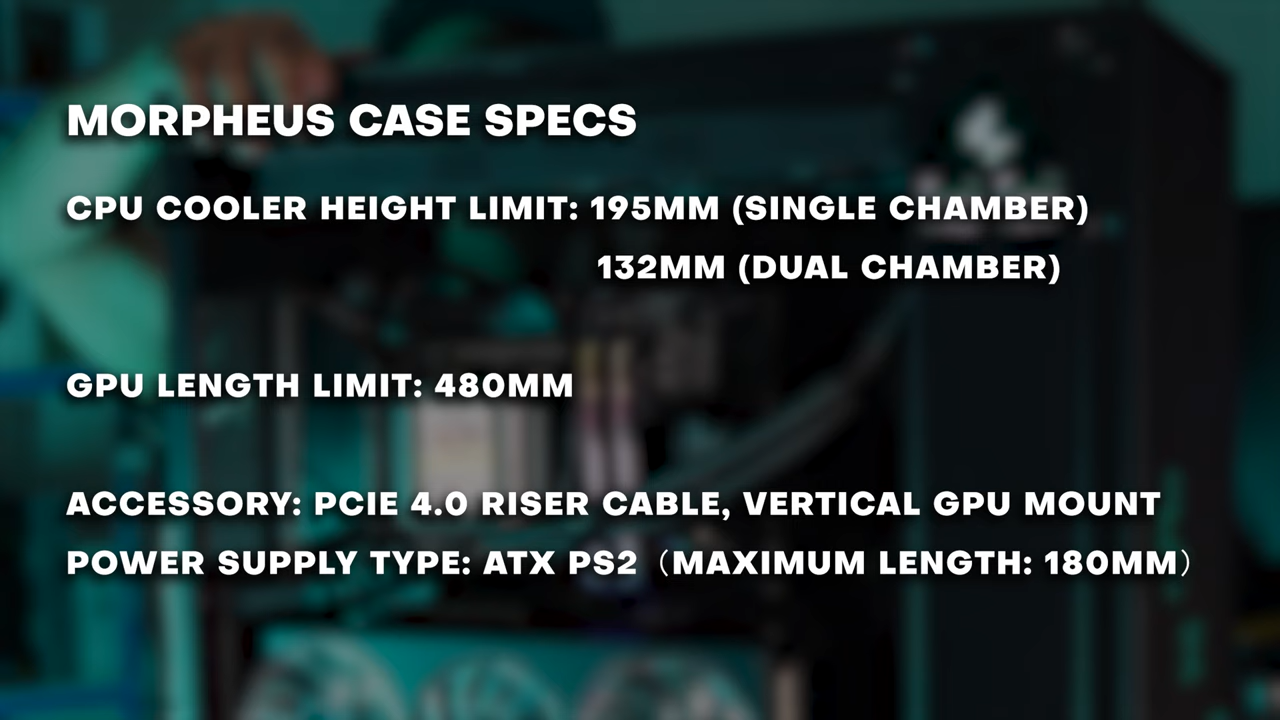 MORPHEUS CASE SPECS
CPU COOLER HEIGHT LIMIT: 195MM (SINGLE CHAMBER)
132MM (DUAL CHAMBER)
GPU LENGTH LIMIT: 480MM
ACCESSORY: PCIE 4.0 RISER CABLE, VERTICAL GPU MOUNT
POWER SUPPLY TYPE: ATX PS2（MAXIMUM LENGTH: 180MM）